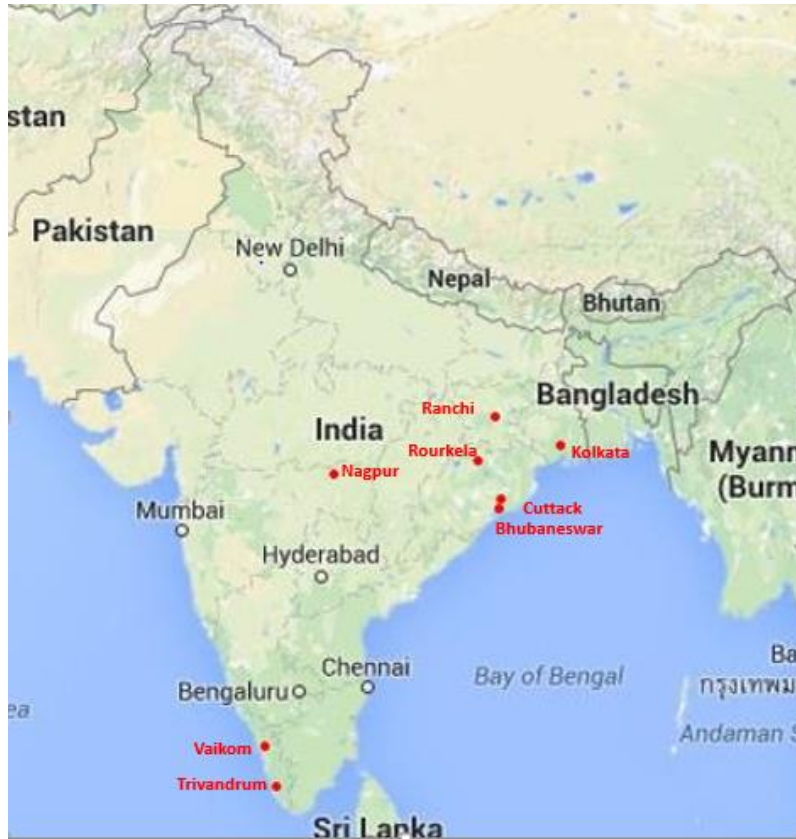 stan
Pakistan
New Delhi
Nepal
Bhutan
Bangladesh
Ranchi
India
Rourkela
Kolkata
Myanr
(Burm
Nagpur
Mumbai
Cuttack
Bhubaneswar
Hyderabad
Chennai
Bay of Bengal
Ba
Bengaluru
กรุงเทพม
ea
Andaman S
Vaikom
Trivandrum
Sri Lanka